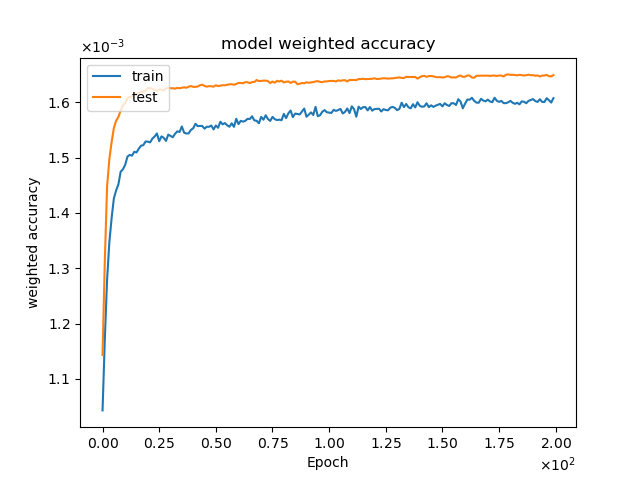 model weighted accuracy
×10⁻³
train
test
1.6
1.5
1.4
1.3
1.2
1.1
weighted accuracy
0.00 0.25 0.50 0.75 1.00 1.25 1.50 1.75 2.00
Epoch
×10²